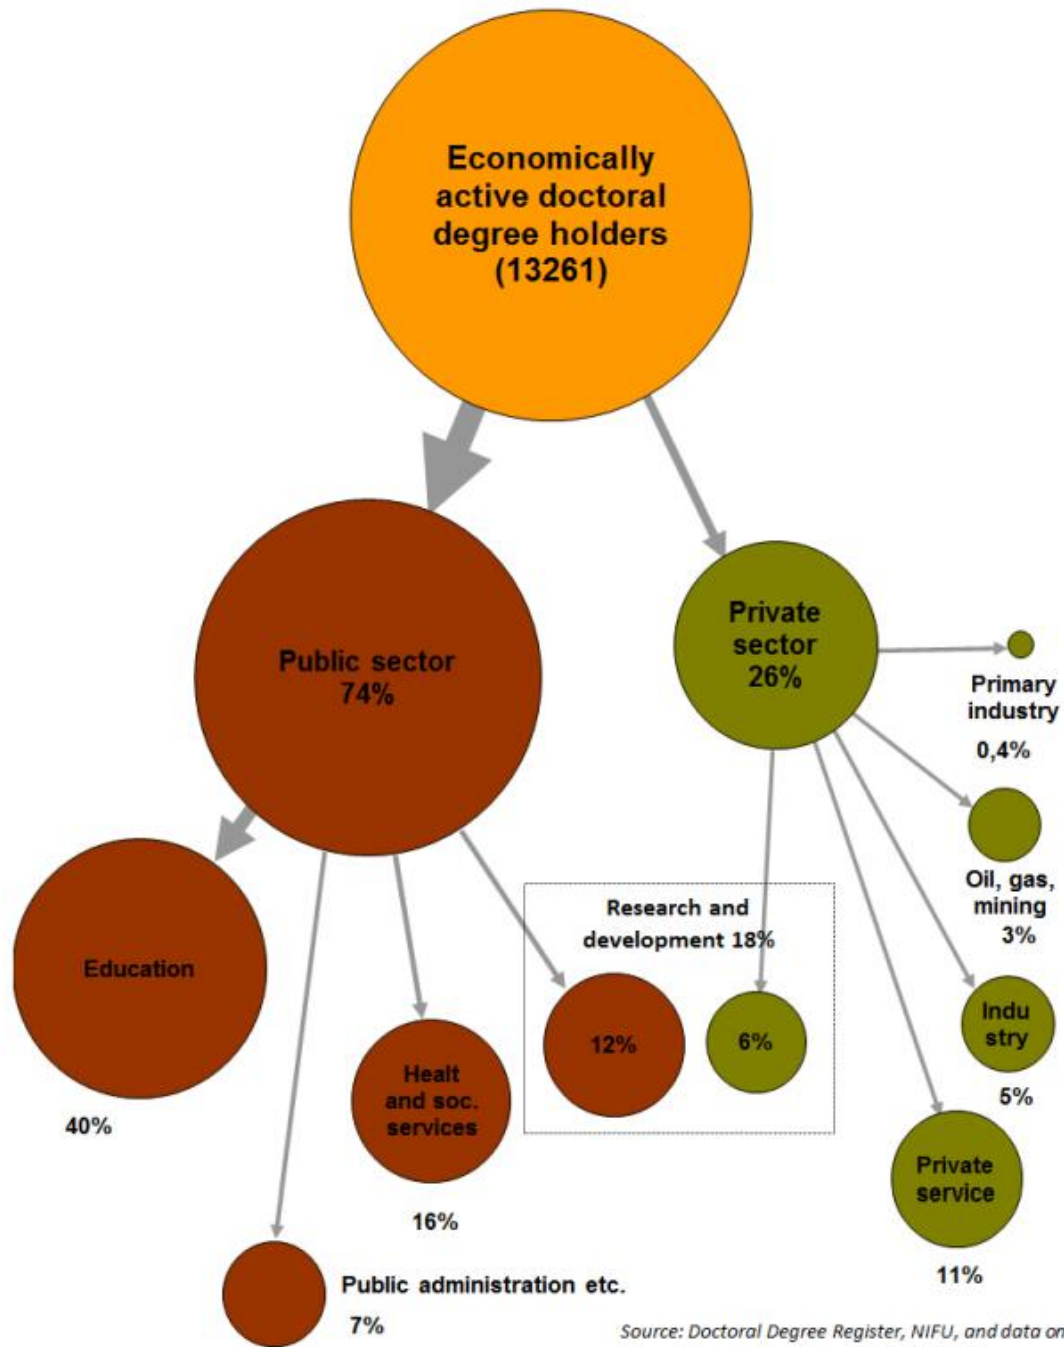 Economically
active doctoral
degree holders
(13261)
Public sector
74%
Private
sector
26%
Primary
industry
0,4%
Oil, gas,
mining
3%
Research and
development 18%
Education
40%
Healt
and soc.
services
16%
12%
6%
Indu
stry
5%
Private
service
11%
Public administration etc.
7%
Source: Doctoral Degree Register, NIFU, and data on